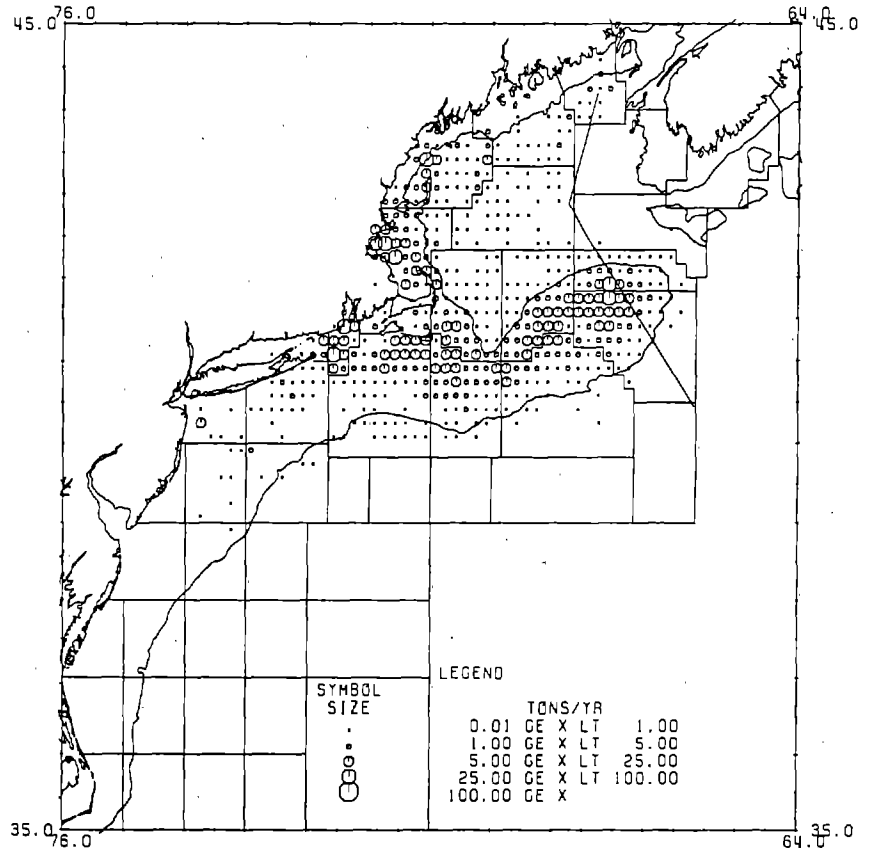 76.0 64.0
45.0 45.0
LEGEND
SYMBOL
SIZE
TONS/YR
0.01 GE X LT 1.00
1.00 GE X LT 5.00
5.00 GE X LT 25.00
25.00 GE X LT 100.00
100.00 GE X
35.0 35.0
76.0 64.0